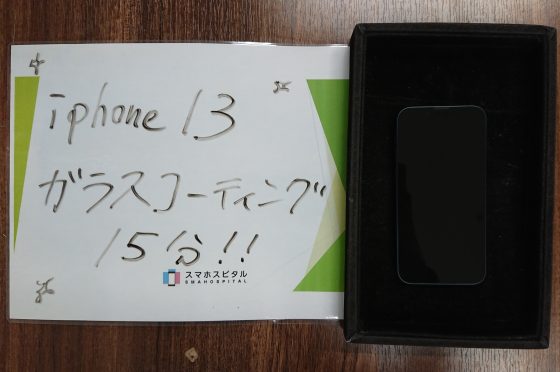 iphone 13
ガラスコーティング
15分!!
スマホスピタル
SMAHOSPITAL